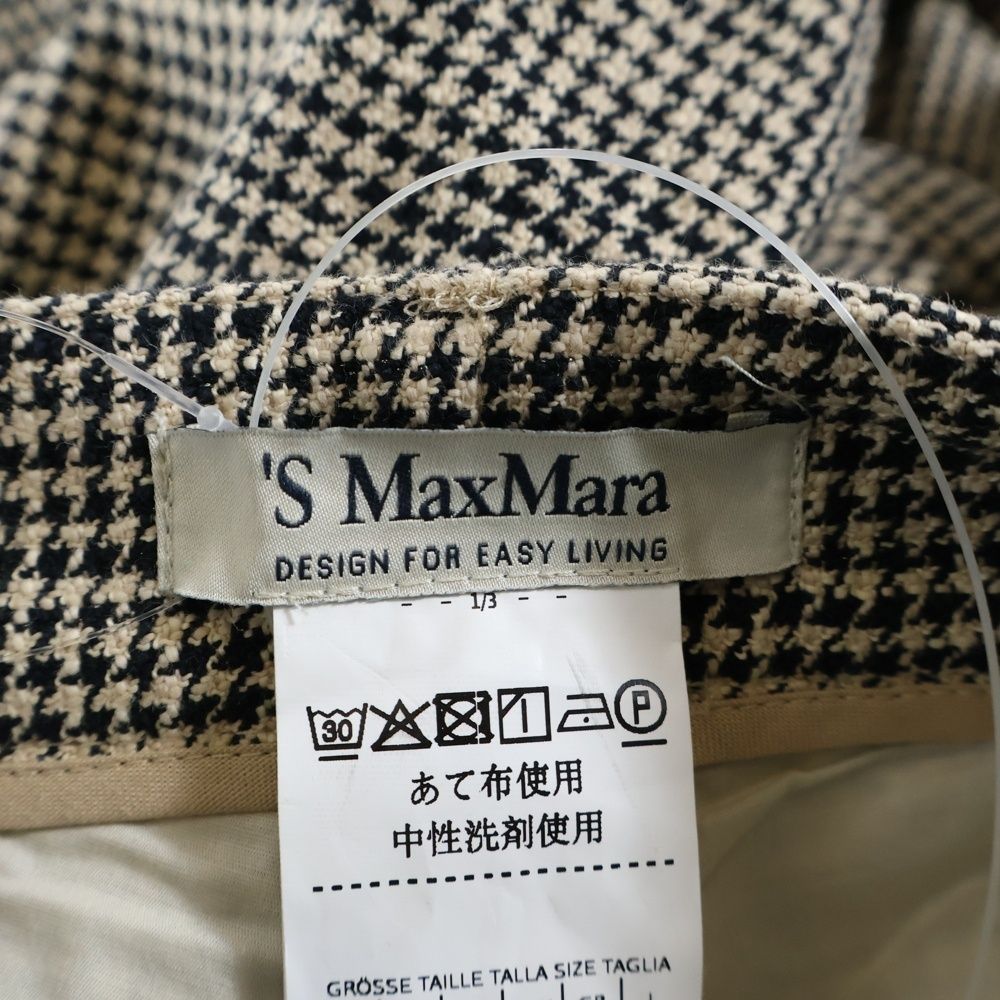 'S MaxMara
DESIGN FOR EASY LIVING
- - 1/3 - -
30 P
あて布使用
中性洗剤使用
GRÖSSE TAILLE TALLA SIZE TAGLIA